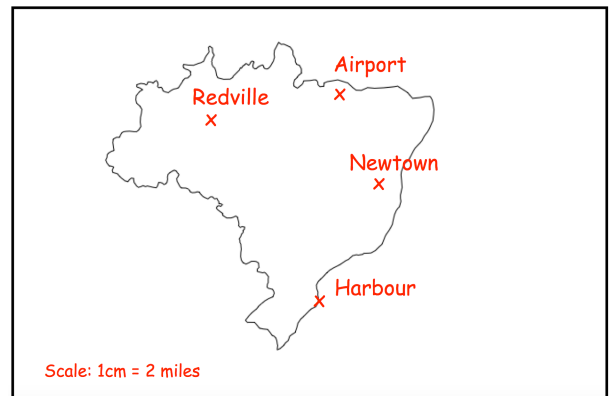 Airport
Redville
Newtown
Harbour
Scale: 1cm = 2 miles